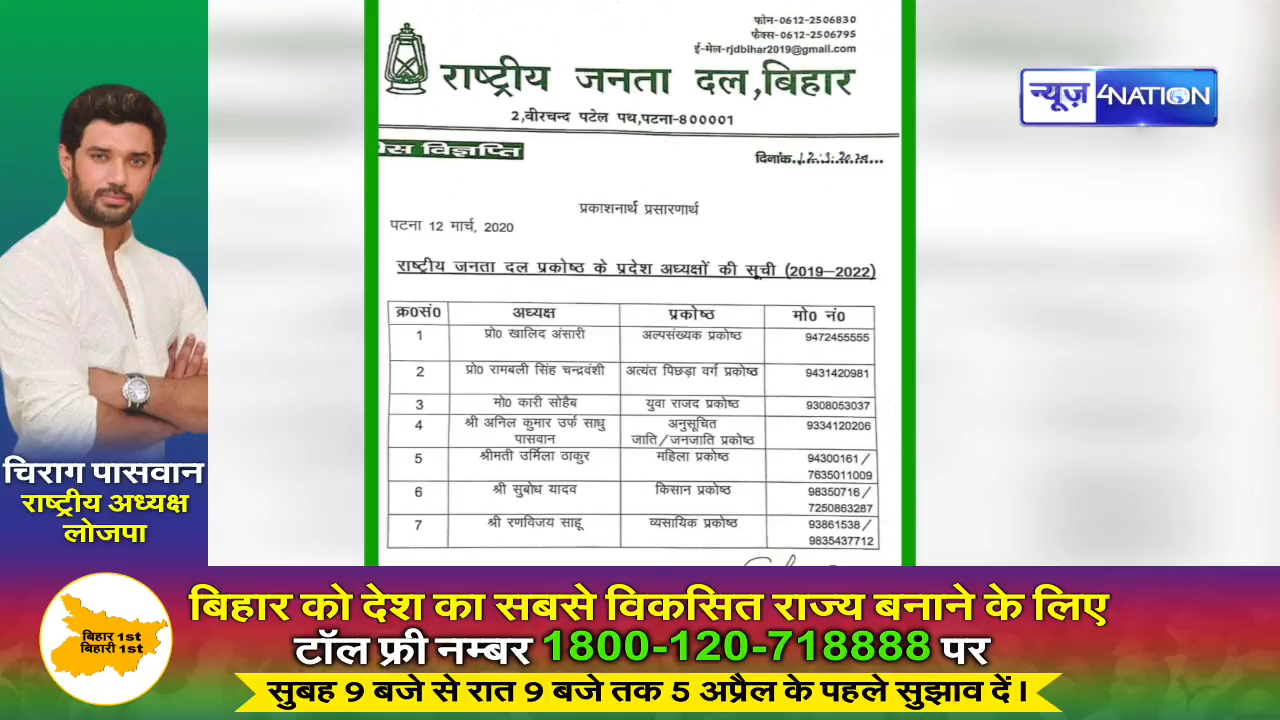 फोन-0612-2506830
फैक्स-0612-2506795
ई-मेल-rjdbihar2019@gmail.com
राष्ट्रीय जनता दल,बिहार
2,वीरचन्द पटेल पथ,पटना-800001
विज्ञप्ति
दिनांक
प्रकाशनार्थ प्रसारणार्थ
पटना 12 मार्च, 2020
राष्ट्रीय जनता दल प्रकोष्ठ के प्रदेश अध्यक्षों की सूची (2019–2022)
क्र0सं0 अध्यक्ष प्रकोष्ठ मो0 नं0
1 प्रो0 खालिद अंसारी अल्पसंख्यक प्रकोष्ठ 9472455555
2 प्रो0 रामबली सिंह चन्द्रवंशी अत्यंत पिछड़ा वर्ग प्रकोष्ठ 9431420981
3 मो0 कारी सोहैब युवा राजद प्रकोष्ठ 9308053037
4 श्री अनिल कुमार उर्फ साधु अनुसूचित 9334120206
पासवान जाति/जनजाति प्रकोष्ठ
5 श्रीमती उर्मिला ठाकुर महिला प्रकोष्ठ 94300161/
7635011009
6 श्री सुबोध यादव किसान प्रकोष्ठ 98350716/
7250863287
7 श्री रणविजय साहू व्यसायिक प्रकोष्ठ 93861538/
9835437712
न्यूज़ 4NATION
चिराग पासवान
राष्ट्रीय अध्यक्ष
लोजपा
बिहार 1st
बिहारी 1st
बिहार को देश का सबसे विकसित राज्य बनाने के लिए
टॉल फ्री नम्बर 1800-120-718888 पर
सुबह 9 बजे से रात 9 बजे तक 5 अप्रैल के पहले सुझाव दें।